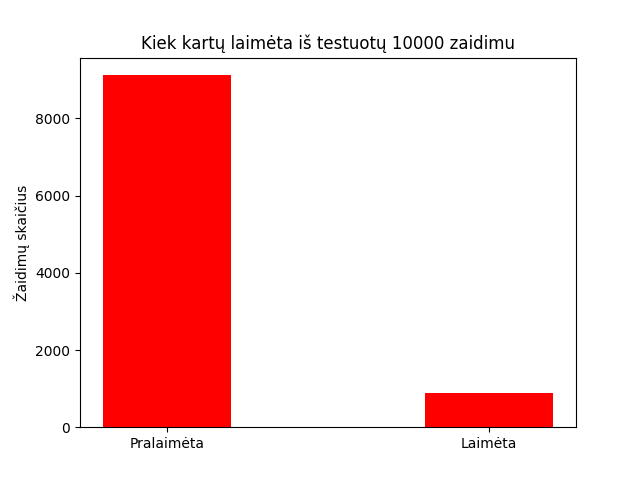 Kiek kartų laimėta iš testuotų 10000 zaidimu
Žaidimų skaičius
8000
6000
4000
2000
0
Pralaimėta
Laimėta